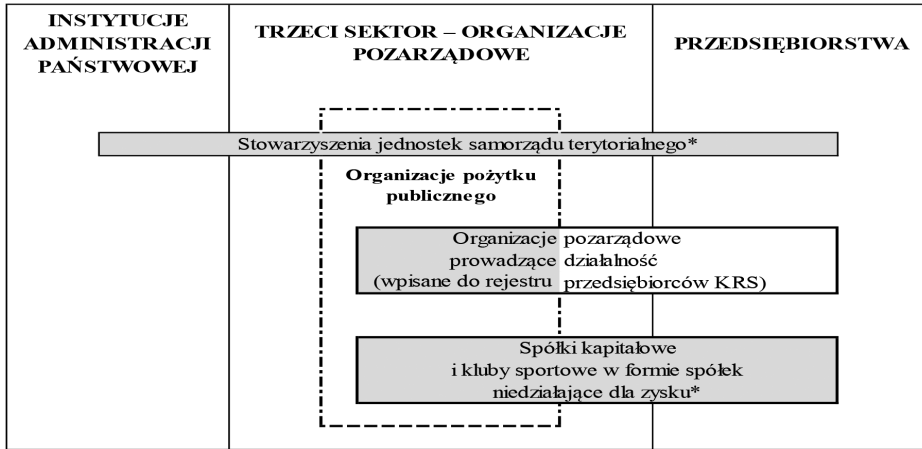 INSTYTUCJE
ADMINISTRACJI
PAŃSTWOWEJ
TRZECI SEKTOR – ORGANIZACJE
POZARZĄDOWE
PRZEDSIĘBIORSTWA
Stowarzyszenia jednostek samorządu terytorialnego*
Organizacje pożytku
publicznego
Organizacje pozarządowe
prowadzące działalność
(wpisane do rejestru przedsiębiorców KRS)
Spółki kapitałowe
i kluby sportowe w formie spółek
niedziałające dla zysku*